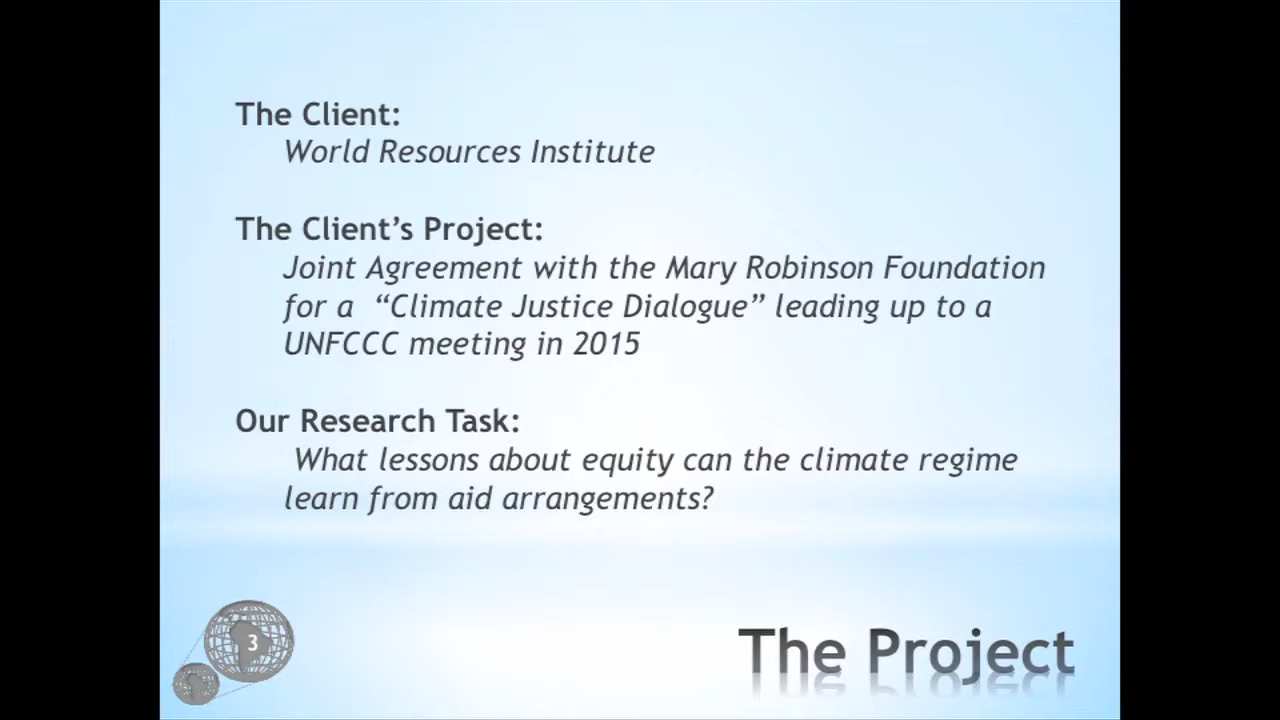 The Client:
World Resources Institute
The Client’s Project:
Joint Agreement with the Mary Robinson Foundation
for a “Climate Justice Dialogue” leading up to a
UNFCCC meeting in 2015
Our Research Task:
What lessons about equity can the climate regime
learn from aid arrangements?
3
The Project